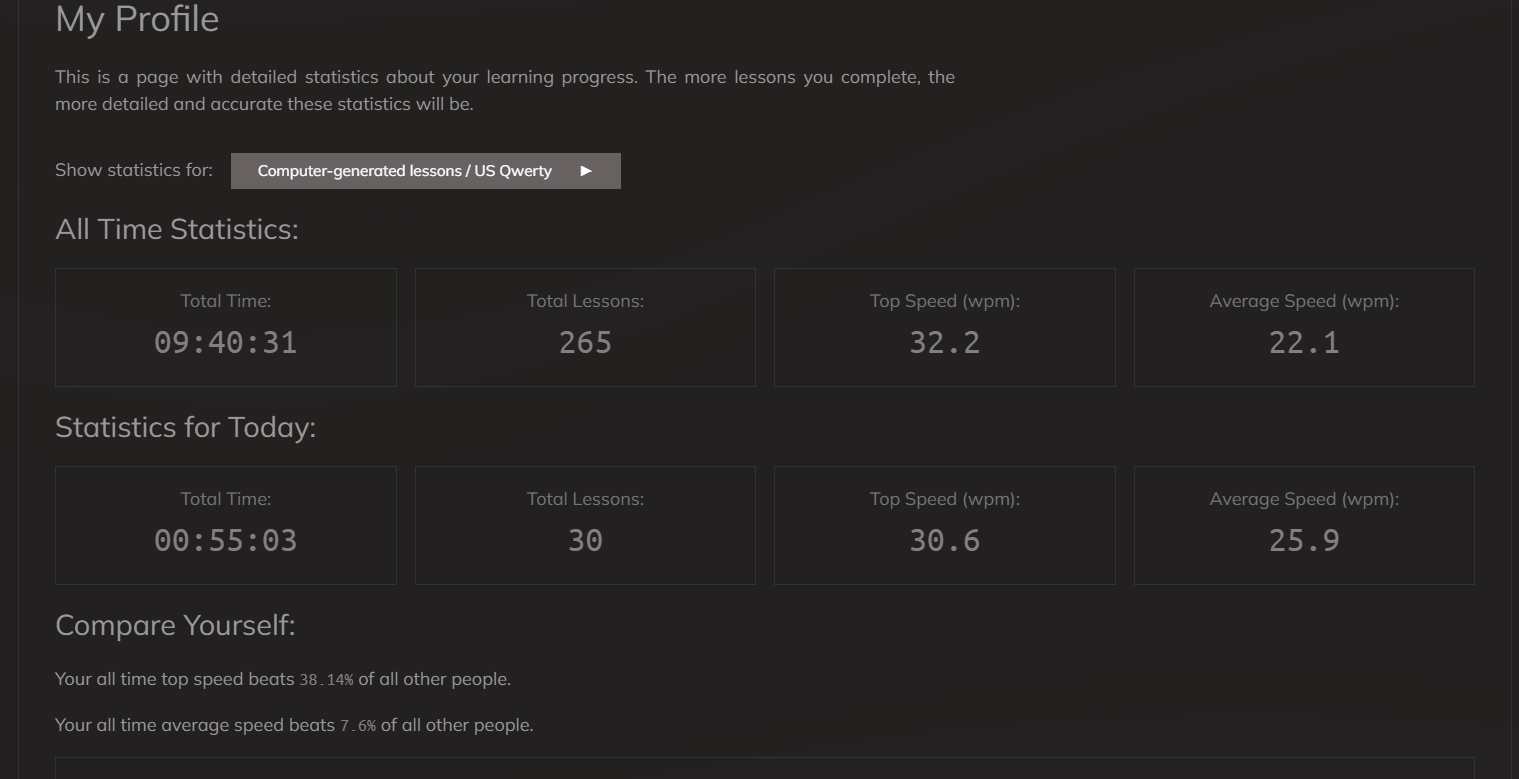 My Profile
This is a page with detailed statistics about your learning progress. The more lessons you complete, the
more detailed and accurate these statistics will be.
Show statistics for: Computer-generated lessons / US Qwerty ►
All Time Statistics:
Total Time: Total Lessons: Top Speed (wpm): Average Speed (wpm):
09:40:31 265 32.2 22.1
Statistics for Today:
Total Time: Total Lessons: Top Speed (wpm): Average Speed (wpm):
00:55:03 30 30.6 25.9
Compare Yourself:
Your all time top speed beats 38.14% of all other people.
Your all time average speed beats 7.6% of all other people.